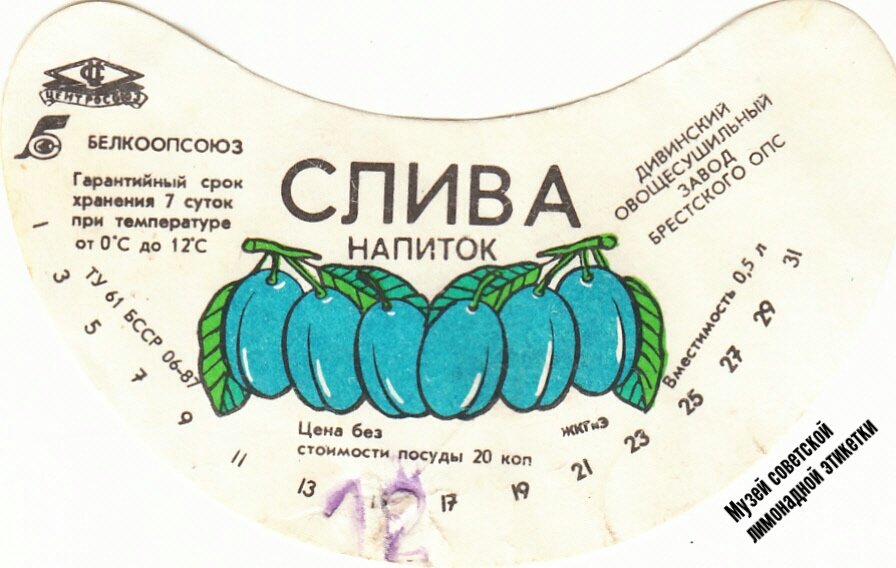 ЦЕНТРОСОЮЗ
БЕЛКООПСОЮЗ
Гарантийный срок
хранения 7 суток
при температуре
от 0°С до 12°С
СЛИВА
НАПИТОК
ДИВИНСКИЙ
ОВОЩЕСУШИЛЬНЫЙ
ЗАВОД
БРЕСТСКОГО ОПС
ТУ 61 БССР 06-87
Вместимость 0,5 л
Цена без
стоимости посуды 20 коп
ЖКГиЭ
1
3
5
7
9
11
13
17
19
21
23
25
27
29
31
12
Музей советской
лимонадной этикетки